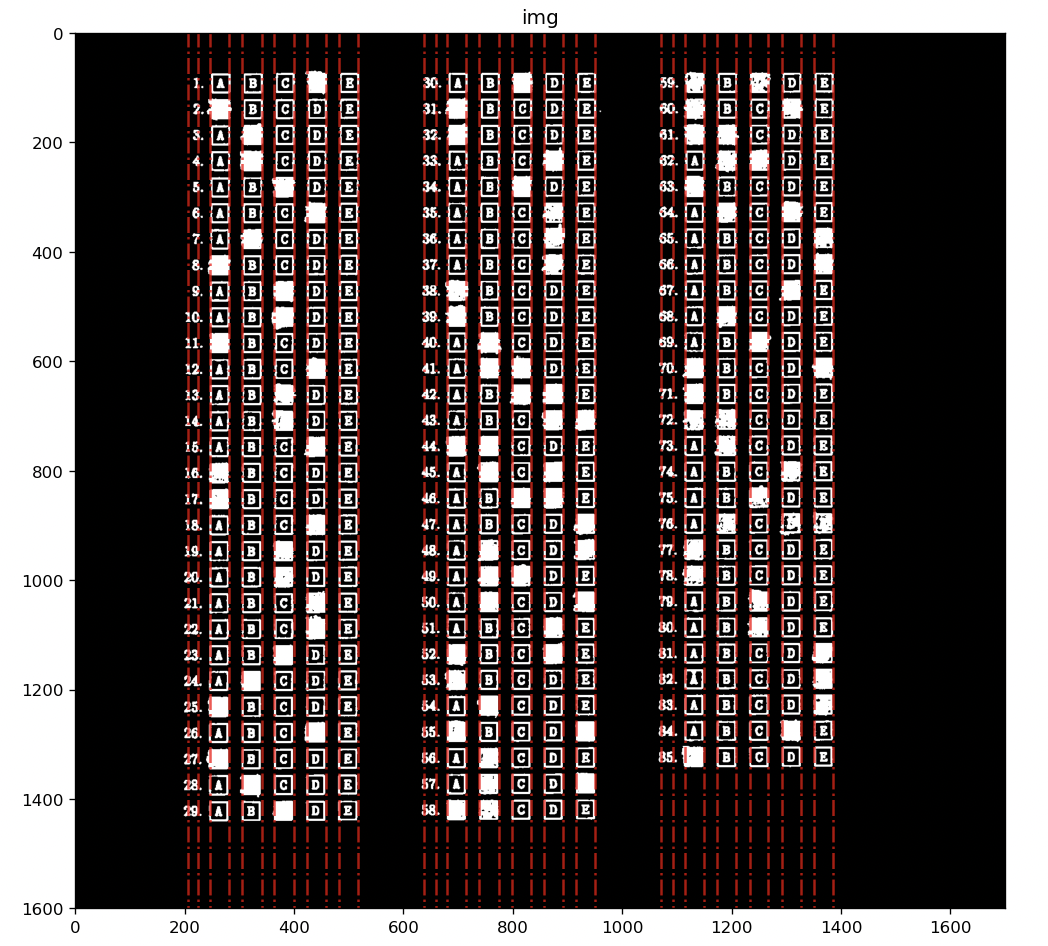 img
0
200
400
600
800
1000
1200
1400
1600
1. A B C E
2. B C D E
3. A C D E
4. A C D E
5. A B D E
6. A B C E
7. A C D E
8. B C D E
9. A B D E
10. A B D E
11. B C D E
12. A B C E
13. A B D E
14. A B D E
15. A B C E
16. B C D E
17. B C D E
18. A B C E
19. A B D E
20. A B D E
21. A B C E
22. A B C E
23. A B D E
24. A C D E
25. B C D E
26. A B C E
27. B C D E
28. A C D E
29. A B D E
30. A B D E
31. B C D E
32. B C D E
33. A B C E
34. A B D E
35. A B C E
36. A B C E
37. A B C E
38. B C D E
39. B C D E
40. A C D E
41. A D E
42. A B E
43. A B C
44. C D E
45. A C E
46. A B E
47. A B C D
48. A C D
49. A D E
50. A C D
51. A B C E
52. B C E
53. B C D E
54. A C D E
55. B C D
56. A C D E
57. A C D
58. C D E
59. B D E
60. B C E
61. C D E
62. A D E
63. B C D E
64. A C E
65. A B C D
66. A B C D
67. A B C E
68. A C D E
69. A B D E
70. B C D
71. B C D E
72. C D E
73. A C D E
74. A B C E
75. A B D E
76. A C
77. B C D E
78. B C D E
79. A B D E
80. A B D E
81. A B C D
82. A B C D
83. A B C D
84. A B C E
85. B C D E
0 200 400 600 800 1000 1200 1400 1600